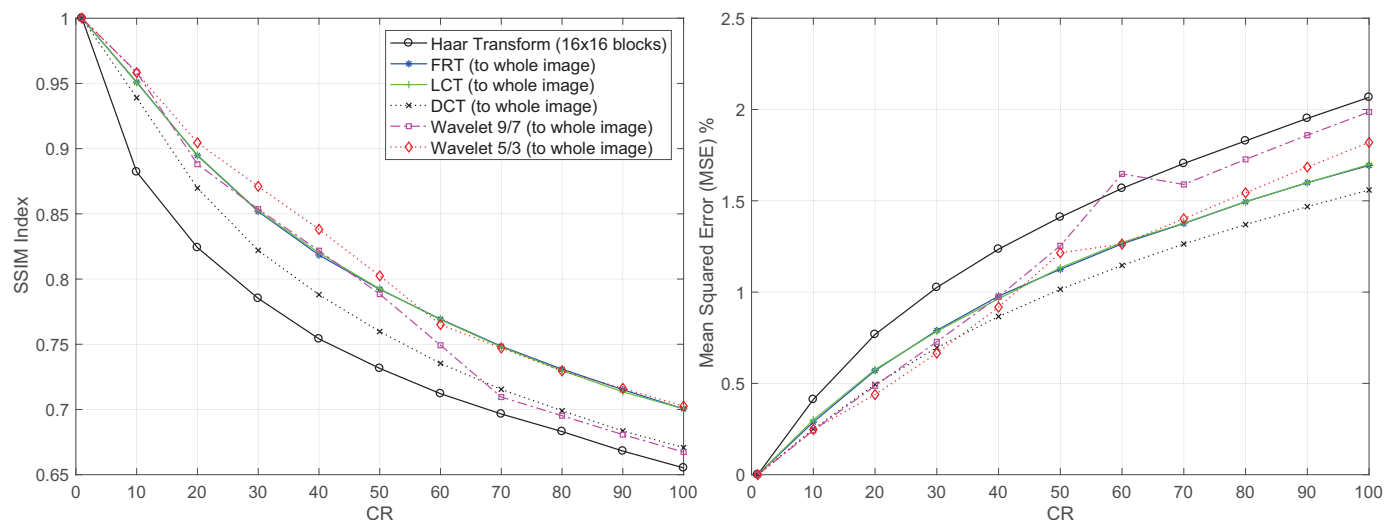 1
0.95
0.9
0.85
0.8
0.75
0.7
0.65
SSIM Index
0 10 20 30 40 50 60 70 80 90 100
CR
Haar Transform (16x16 blocks)
FRT (to whole image)
LCT (to whole image)
DCT (to whole image)
Wavelet 9/7 (to whole image)
Wavelet 5/3 (to whole image)
2.5
2
1.5
1
0.5
0
Mean Squared Error (MSE) %
0 10 20 30 40 50 60 70 80 90 100
CR